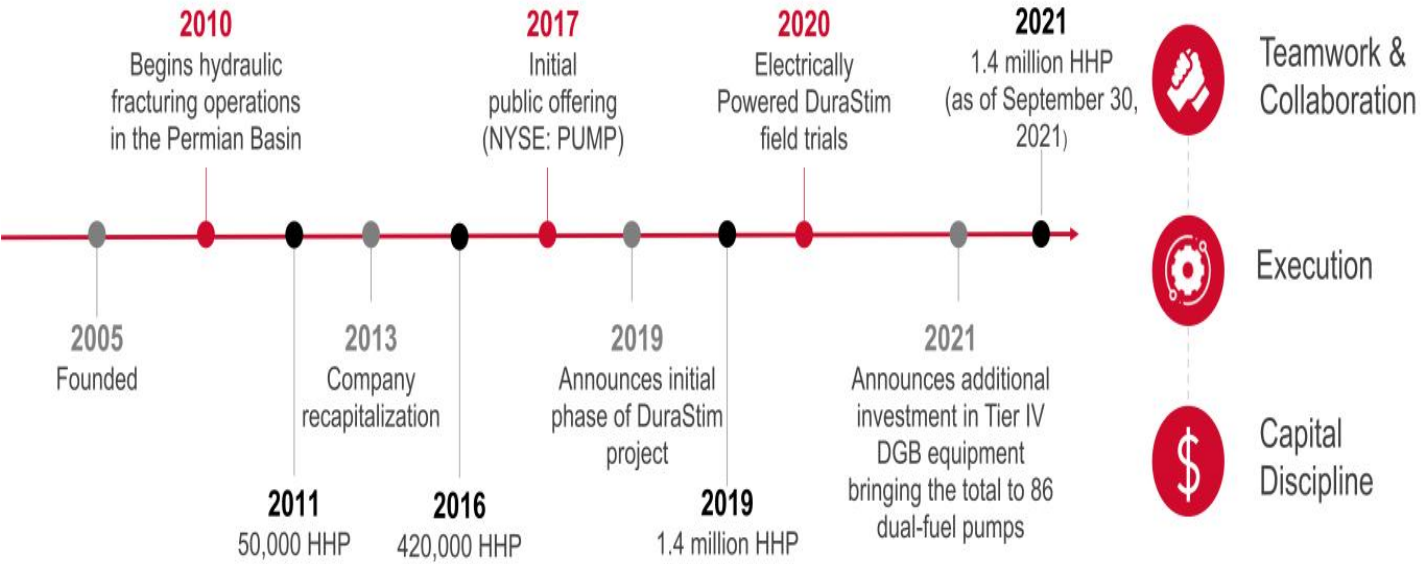 2010
Begins hydraulic
fracturing operations
in the Permian Basin
2017
Initial
public offering
(NYSE: PUMP)
2020
Electrically
Powered DuraStim
field trials
2021
1.4 million HHP
(as of September 30,
2021)
2005
Founded
2013
Company
recapitalization
2019
Announces initial
phase of DuraStim
project
2021
Announces additional
investment in Tier IV
DGB equipment
bringing the total to 86
dual-fuel pumps
2011
50,000 HHP
2016
420,000 HHP
2019
1.4 million HHP
Teamwork &
Collaboration
Execution
$
Capital
Discipline